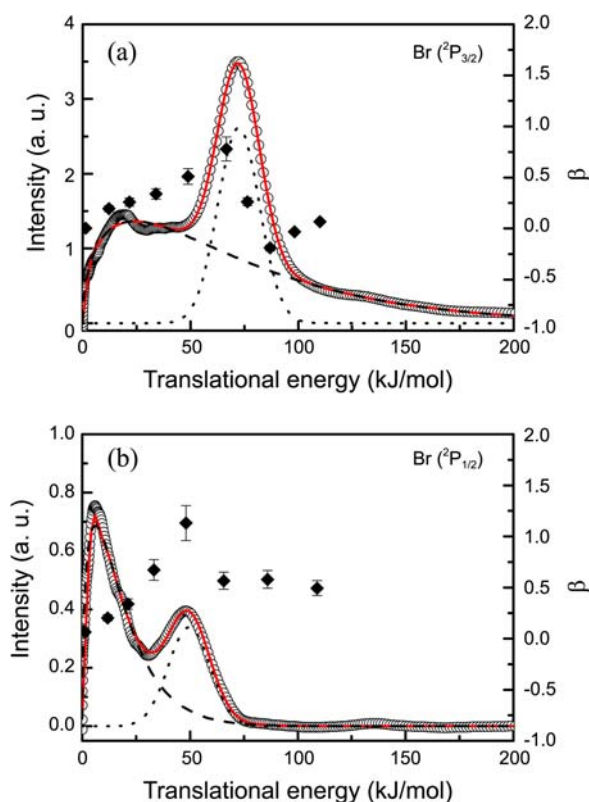 (a)
Br (²P₃/₂)
Intensity (a. u.)
4
3
2
1
0
β
2.0
1.5
1.0
0.5
0.0
-0.5
-1.0
0 50 100 150 200
Translational energy (kJ/mol)
(b)
Br (²P₁/₂)
Intensity (a. u.)
1.0
0.8
0.6
0.4
0.2
0.0
β
2.0
1.5
1.0
0.5
0.0
-0.5
-1.0
0 50 100 150 200
Translational energy (kJ/mol)